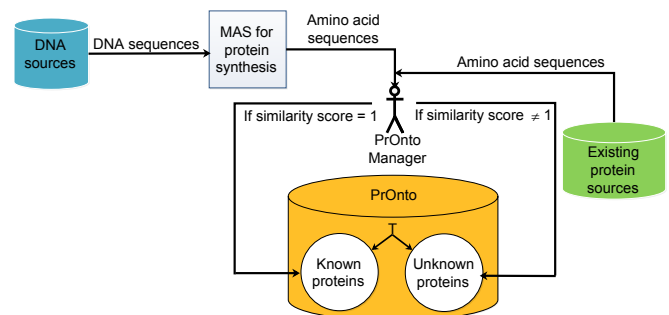 DNA
sources
DNA sequences
MAS for
protein
synthesis
Amino acid
sequences
Amino acid sequences
If similarity score = 1
If similarity score ≠ 1
PrOnto
Manager
Existing
protein
sources
PrOnto
T
Known
proteins
Unknown
proteins